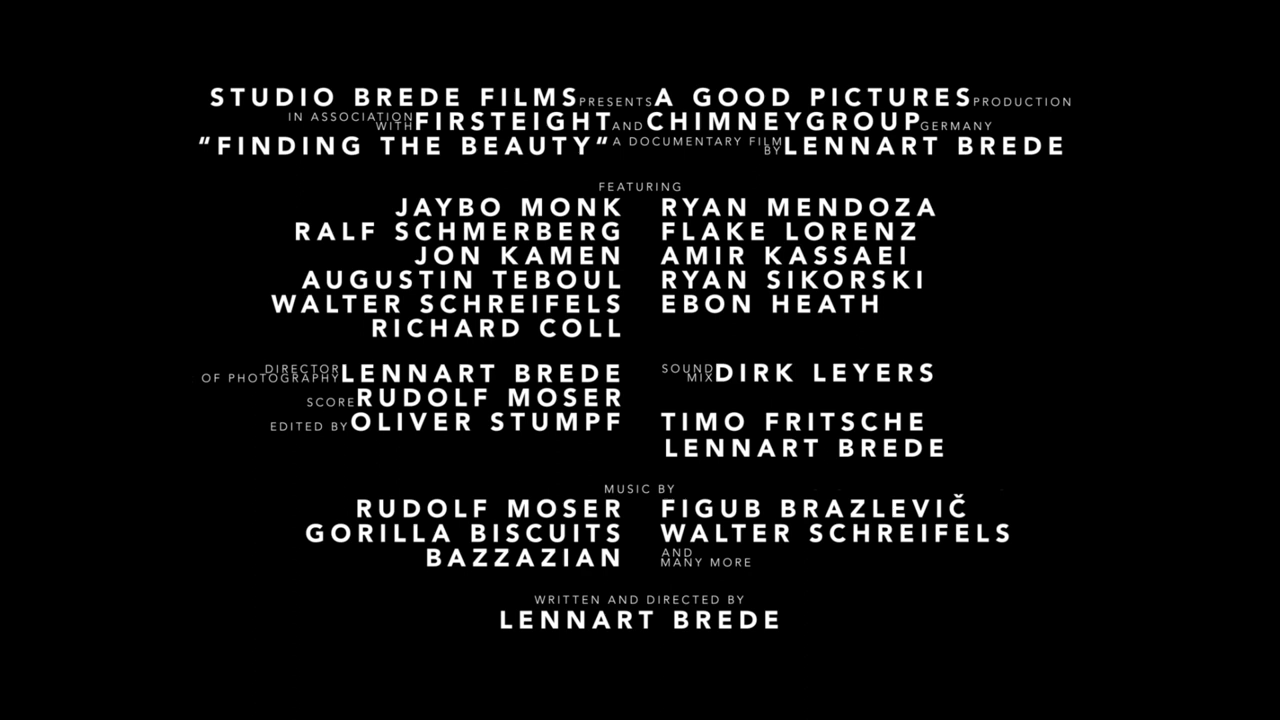 STUDIO BREDE FILMS PRESENTS A GOOD PICTURES PRODUCTION
IN ASSOCIATION WITH FIRSTEIGHT AND CHIMNEYGROUP GERMANY
"FINDING THE BEAUTY" A DOCUMENTARY FILM BY LENNART BREDE
FEATURING
JAYBO MONK RYAN MENDOZA
RALF SCHMERBERG FLAKE LORENZ
JON KAMEN AMIR KASSAEI
AUGUSTIN TEBOUL RYAN SIKORSKI
WALTER SCHREIFELS EBON HEATH
RICHARD COLL
DIRECTOR OF PHOTOGRAPHY LENNART BREDE SOUND MIX DIRK LEYERS
SCORE RUDOLF MOSER
EDITED BY OLIVER STUMPF TIMO FRITSCHE
LENNART BREDE
MUSIC BY
RUDOLF MOSER FIGUB BRAZLEVIČ
GORILLA BISCUITS WALTER SCHREIFELS
BAZZAZIAN AND MANY MORE
WRITTEN AND DIRECTED BY
LENNART BREDE